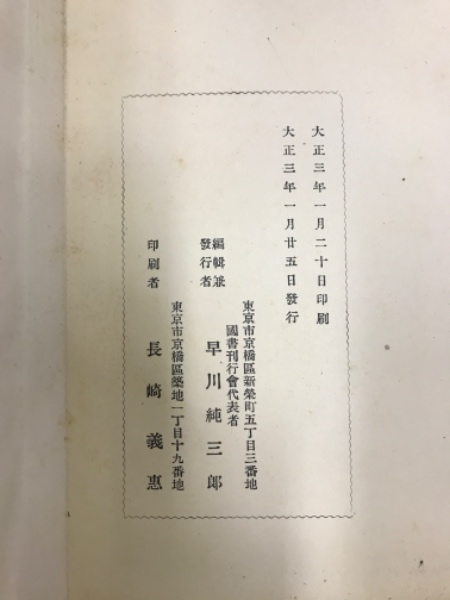 大正三年一月二十日印刷
大正三年一月廿五日發行
東京市京橋區新榮町五丁目三番地
國書刊行會代表者
編輯兼
發行者
早川純三郎
東京市京橋區築地二丁目十九番地
印刷者
長崎義惠